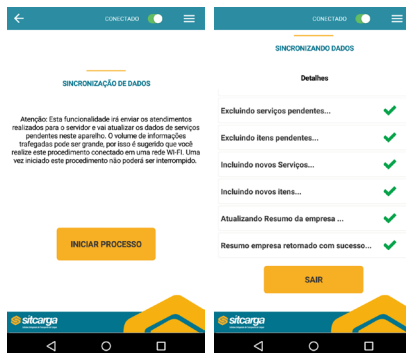 CONECTADO
SINCRONIZAÇÃO DE DADOS
Atenção: Esta funcionalidade irá enviar os atendimentos
realizados para o servidor e vai atualizar os dados de serviços
pendentes neste aparelho. O volume de informações
trafegadas pode ser grande, por isso é sugerido que você
realize este procedimento conectado em uma rede WI-FI. Uma
vez iniciado este procedimento não poderá ser interrompido.
INICIAR PROCESSO
sitcarga
CONECTADO
SINCRONIZANDO DADOS
Detalhes
Excluindo serviços pendentes...
Excluindo itens pendentes...
Incluindo novos Serviços...
Incluindo novos itens...
Atualizando Resumo da empresa ...
Resumo empresa retornado com sucesso...
SAIR
sitcarga